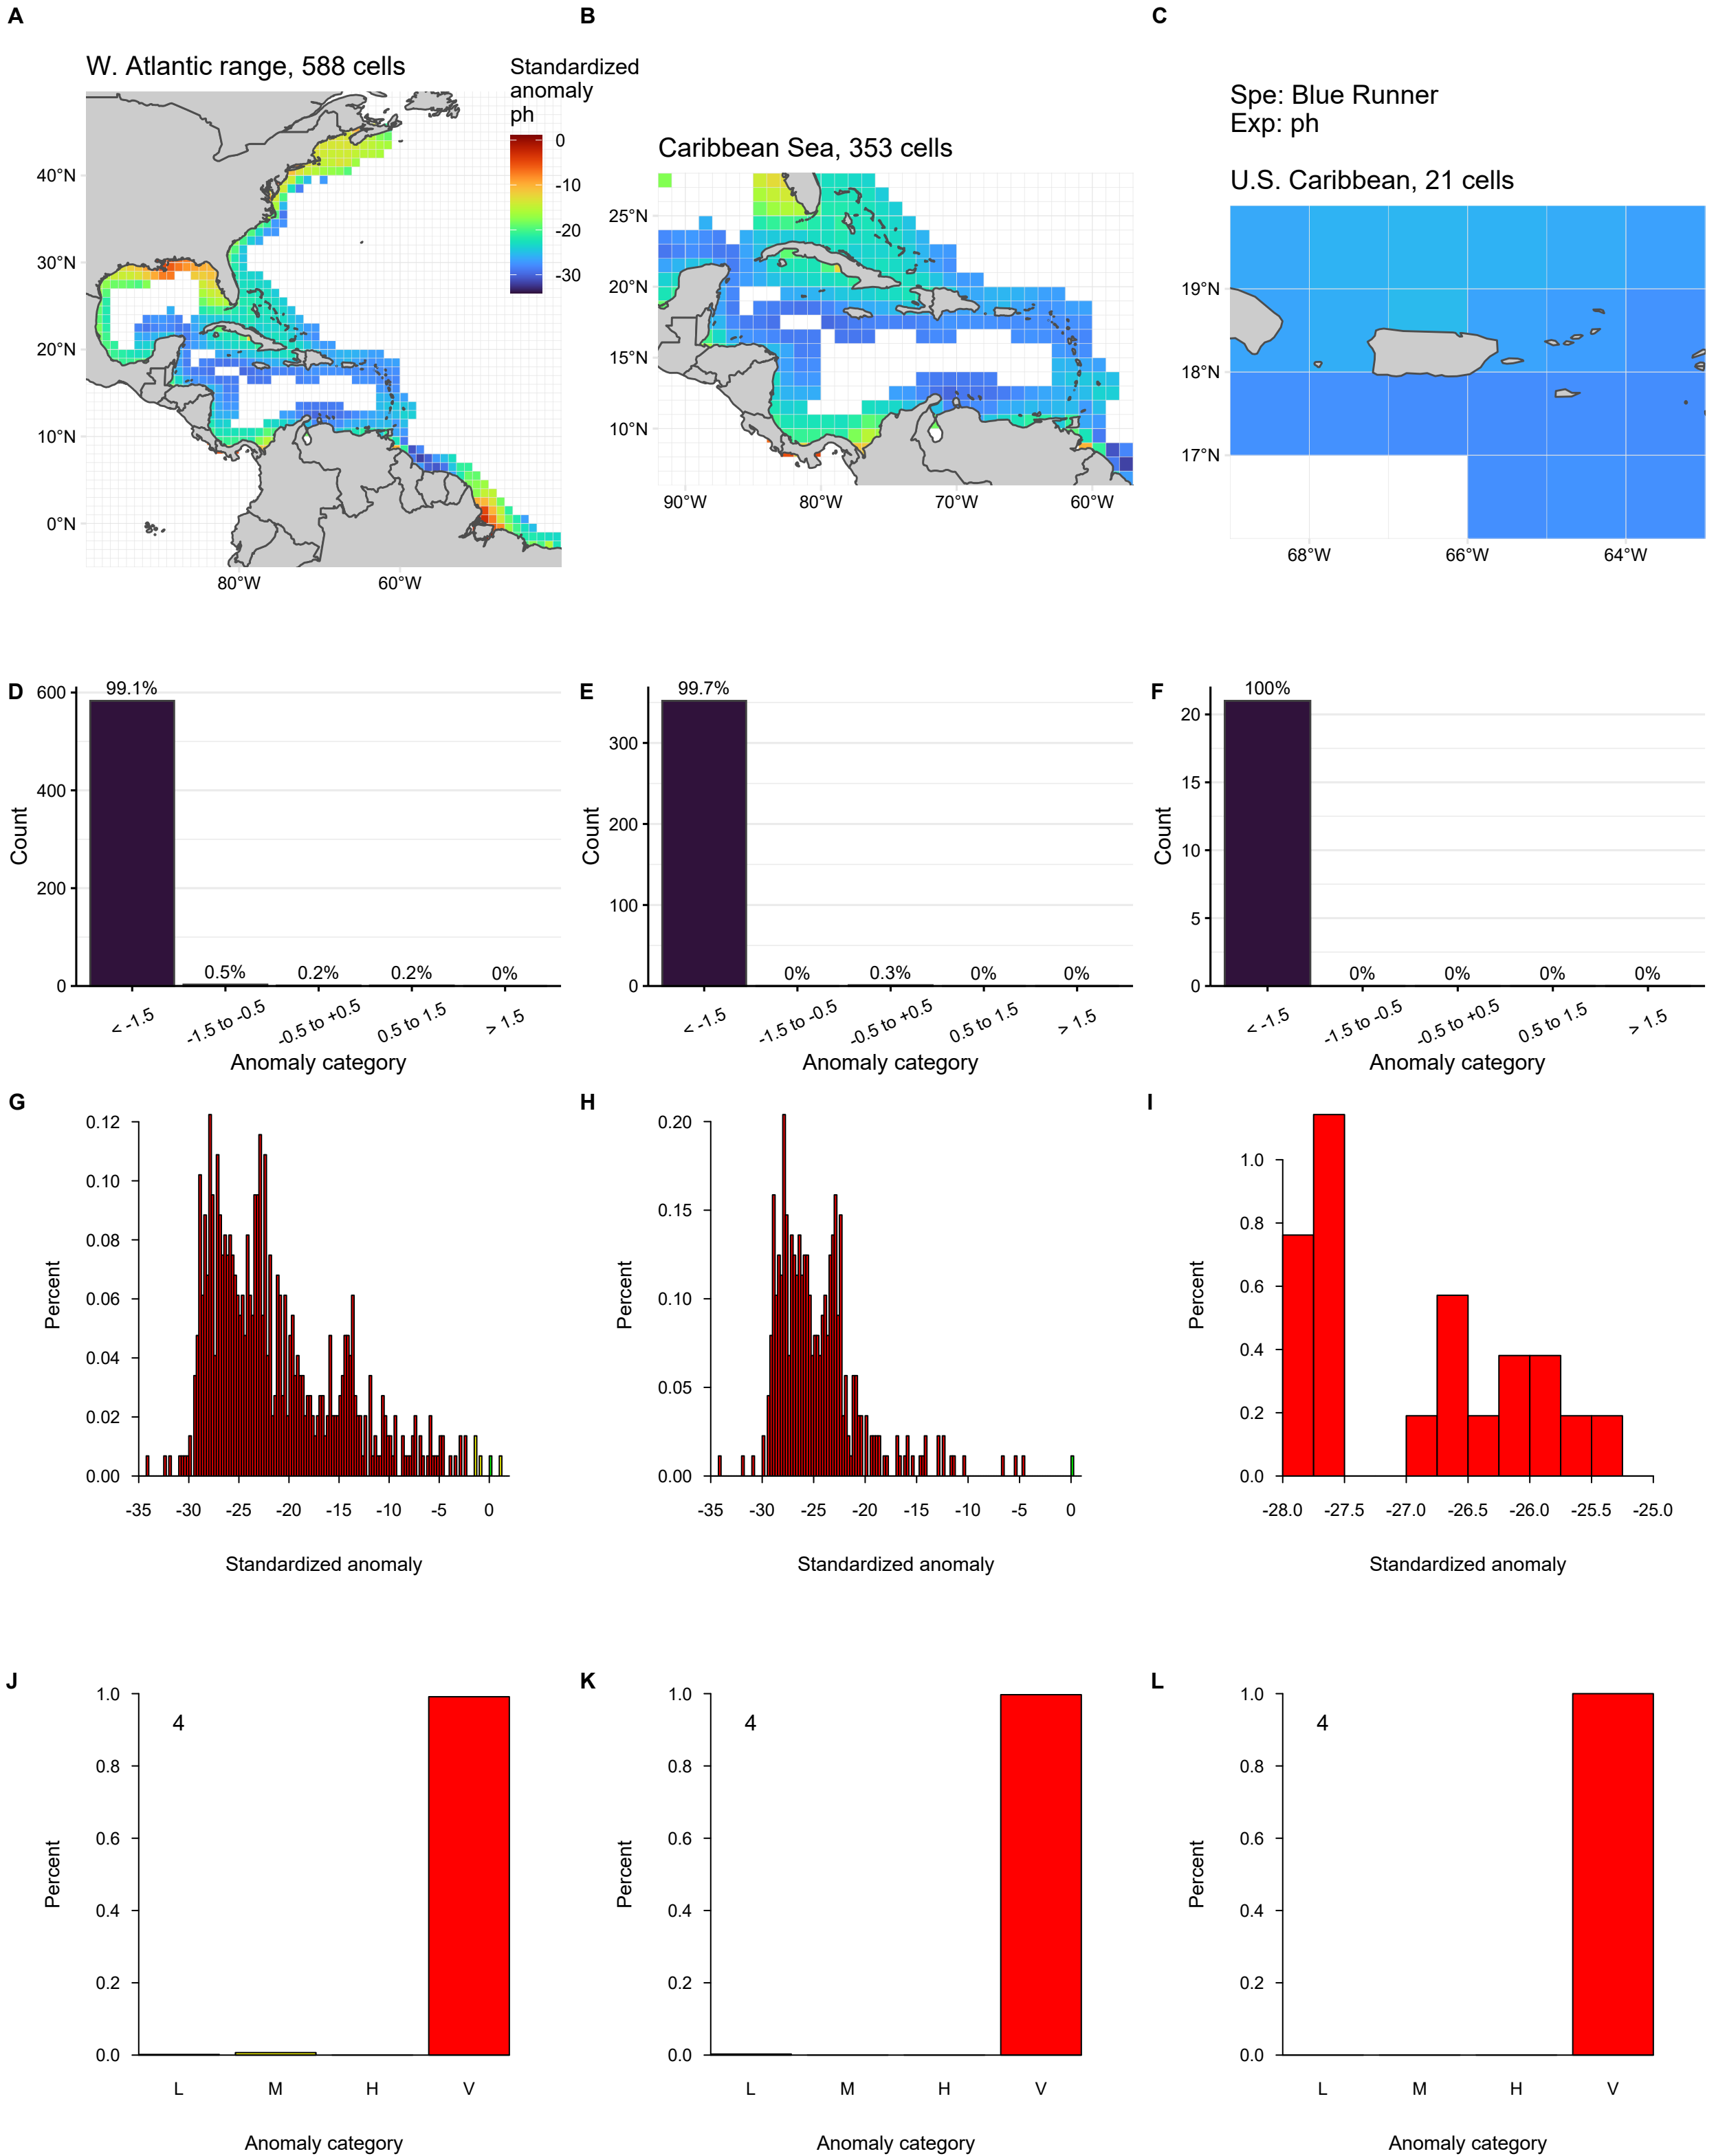 A
B
C
W. Atlantic range, 588 cells
Standardized
anomaly
ph
0
-10
-20
-30
40°N
30°N
20°N
10°N
0°N
80°W
60°W
Caribbean Sea, 353 cells
25°N
20°N
15°N
10°N
90°W
80°W
70°W
60°W
Spe: Blue Runner
Exp: ph
U.S. Caribbean, 21 cells
19°N
18°N
17°N
68°W
66°W
64°W
D
Count
600
400
200
0
99.1%
0.5%
0.2%
0.2%
0%
< -1.5
-1.5 to -0.5
-0.5 to +0.5
0.5 to 1.5
> 1.5
Anomaly category
E
Count
300
200
100
0
99.7%
0%
0.3%
0%
0%
< -1.5
-1.5 to -0.5
-0.5 to +0.5
0.5 to 1.5
> 1.5
Anomaly category
F
Count
20
15
10
5
0
100%
0%
0%
0%
0%
< -1.5
-1.5 to -0.5
-0.5 to +0.5
0.5 to 1.5
> 1.5
Anomaly category
G
Percent
0.12
0.10
0.08
0.06
0.04
0.02
0.00
-35
-30
-25
-20
-15
-10
-5
0
Standardized anomaly
H
Percent
0.20
0.15
0.10
0.05
0.00
-35
-30
-25
-20
-15
-10
-5
0
Standardized anomaly
I
Percent
1.0
0.8
0.6
0.4
0.2
0.0
-28.0
-27.5
-27.0
-26.5
-26.0
-25.5
-25.0
Standardized anomaly
J
Percent
1.0
0.8
0.6
0.4
0.2
0.0
4
L
M
H
V
Anomaly category
K
Percent
1.0
0.8
0.6
0.4
0.2
0.0
4
L
M
H
V
Anomaly category
L
Percent
1.0
0.8
0.6
0.4
0.2
0.0
4
L
M
H
V
Anomaly category